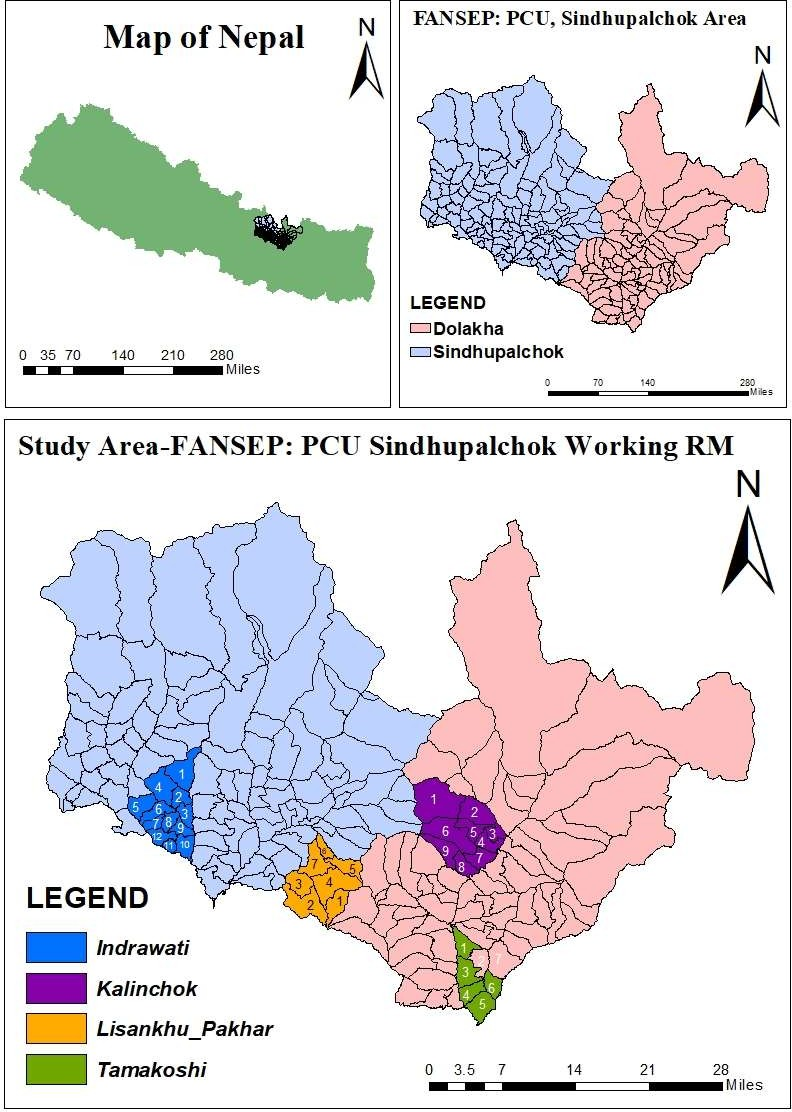 Map of Nepal
N
0 35 70 140 210 280
Miles
FANSEP: PCU, Sindhupalchok Area
N
LEGEND
Dolakha
Sindhupalchok
0 70 140 280
Miles
Study Area-FANSEP: PCU Sindhupalchok Working RM
N
1
4
2
5
6
3
7
8
9
12
11
10
1
2
6
5
3
4
9
7
8
6
7
5
3
4
1
2
1
2
7
3
6
4
5
LEGEND
Indrawati
Kalinchok
Lisankhu_Pakhar
Tamakoshi
0 3.5 7 14 21 28
Miles